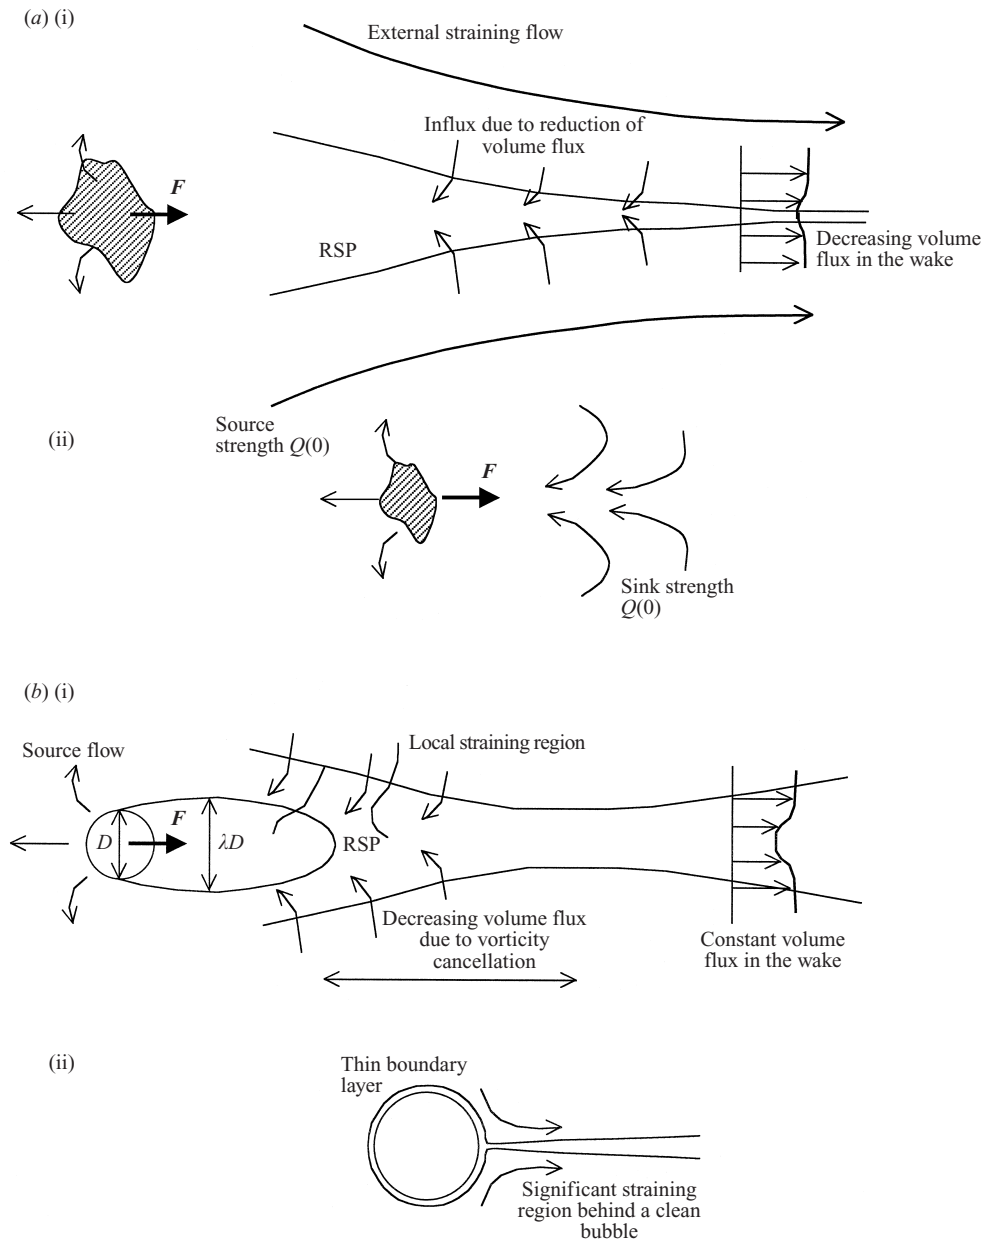 (a) (i)
External straining flow
Influx due to reduction of
volume flux
F
RSP
Decreasing volume
flux in the wake
(ii)
Source
strength Q(0)
F
Sink strength
Q(0)
(b) (i)
Source flow
Local straining region
F
D
λD
RSP
Decreasing volume flux
due to vorticity
cancellation
Constant volume
flux in the wake
(ii)
Thin boundary
layer
Significant straining
region behind a clean
bubble